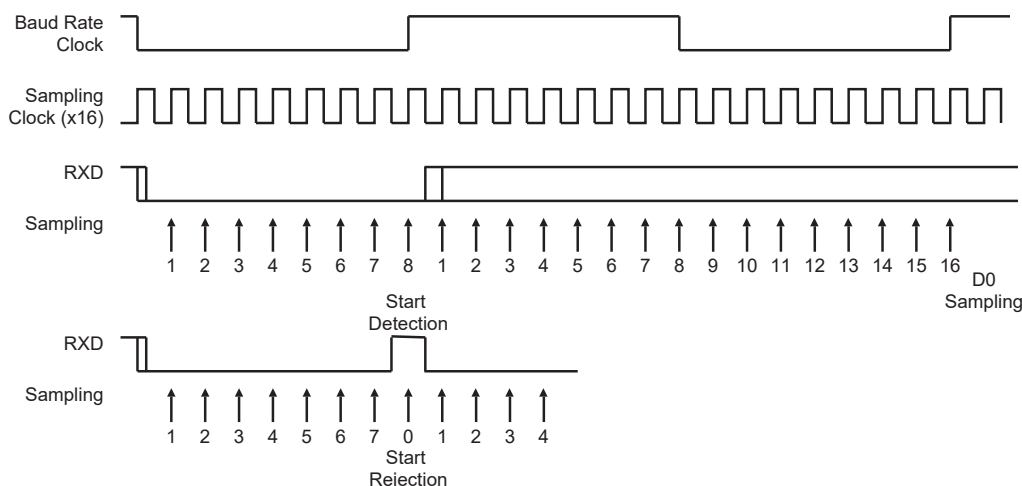 Baud Rate
Clock
Sampling
Clock (x16)
RXD
Sampling
1 2 3 4 5 6 7 8 1 2 3 4 5 6 7 8 9 10 11 12 13 14 15 16
D0
Sampling
Start
Detection
RXD
Sampling
1 2 3 4 5 6 7 0 1 2 3 4
Start
Rejection